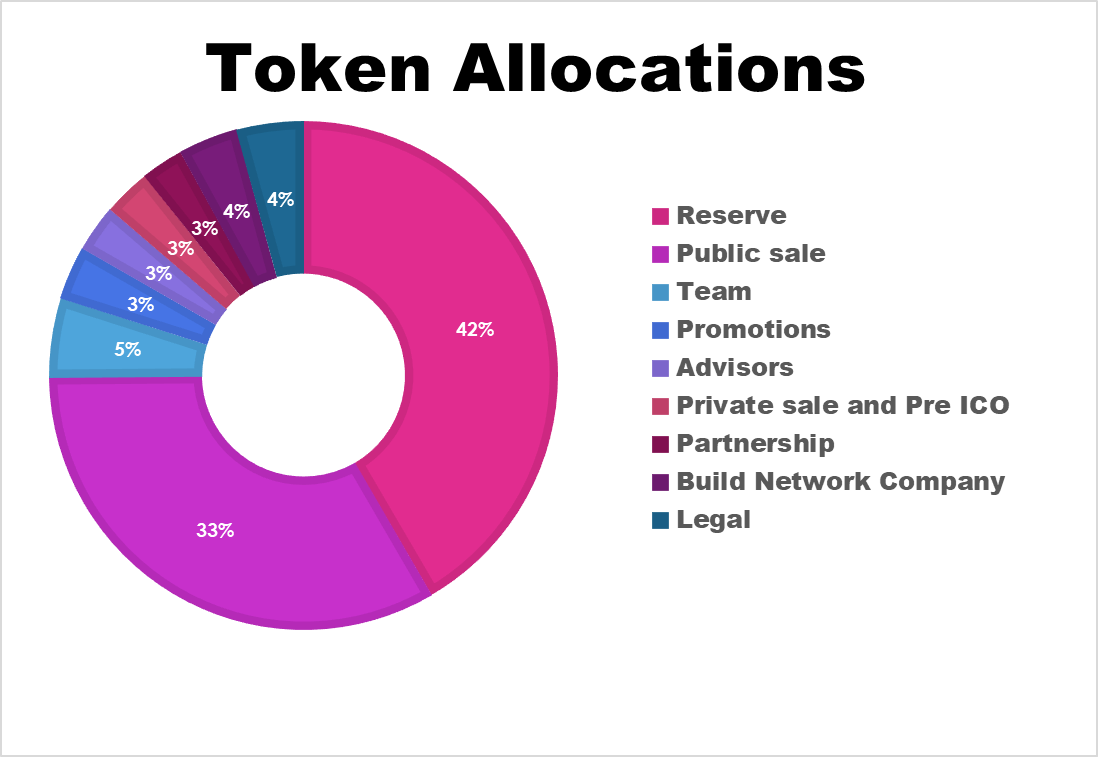 Token Allocations
4%
4%
3%
3%
3%
3%
5%
42%
33%
Reserve
Public sale
Team
Promotions
Advisors
Private sale and Pre ICO
Partnership
Build Network Company
Legal